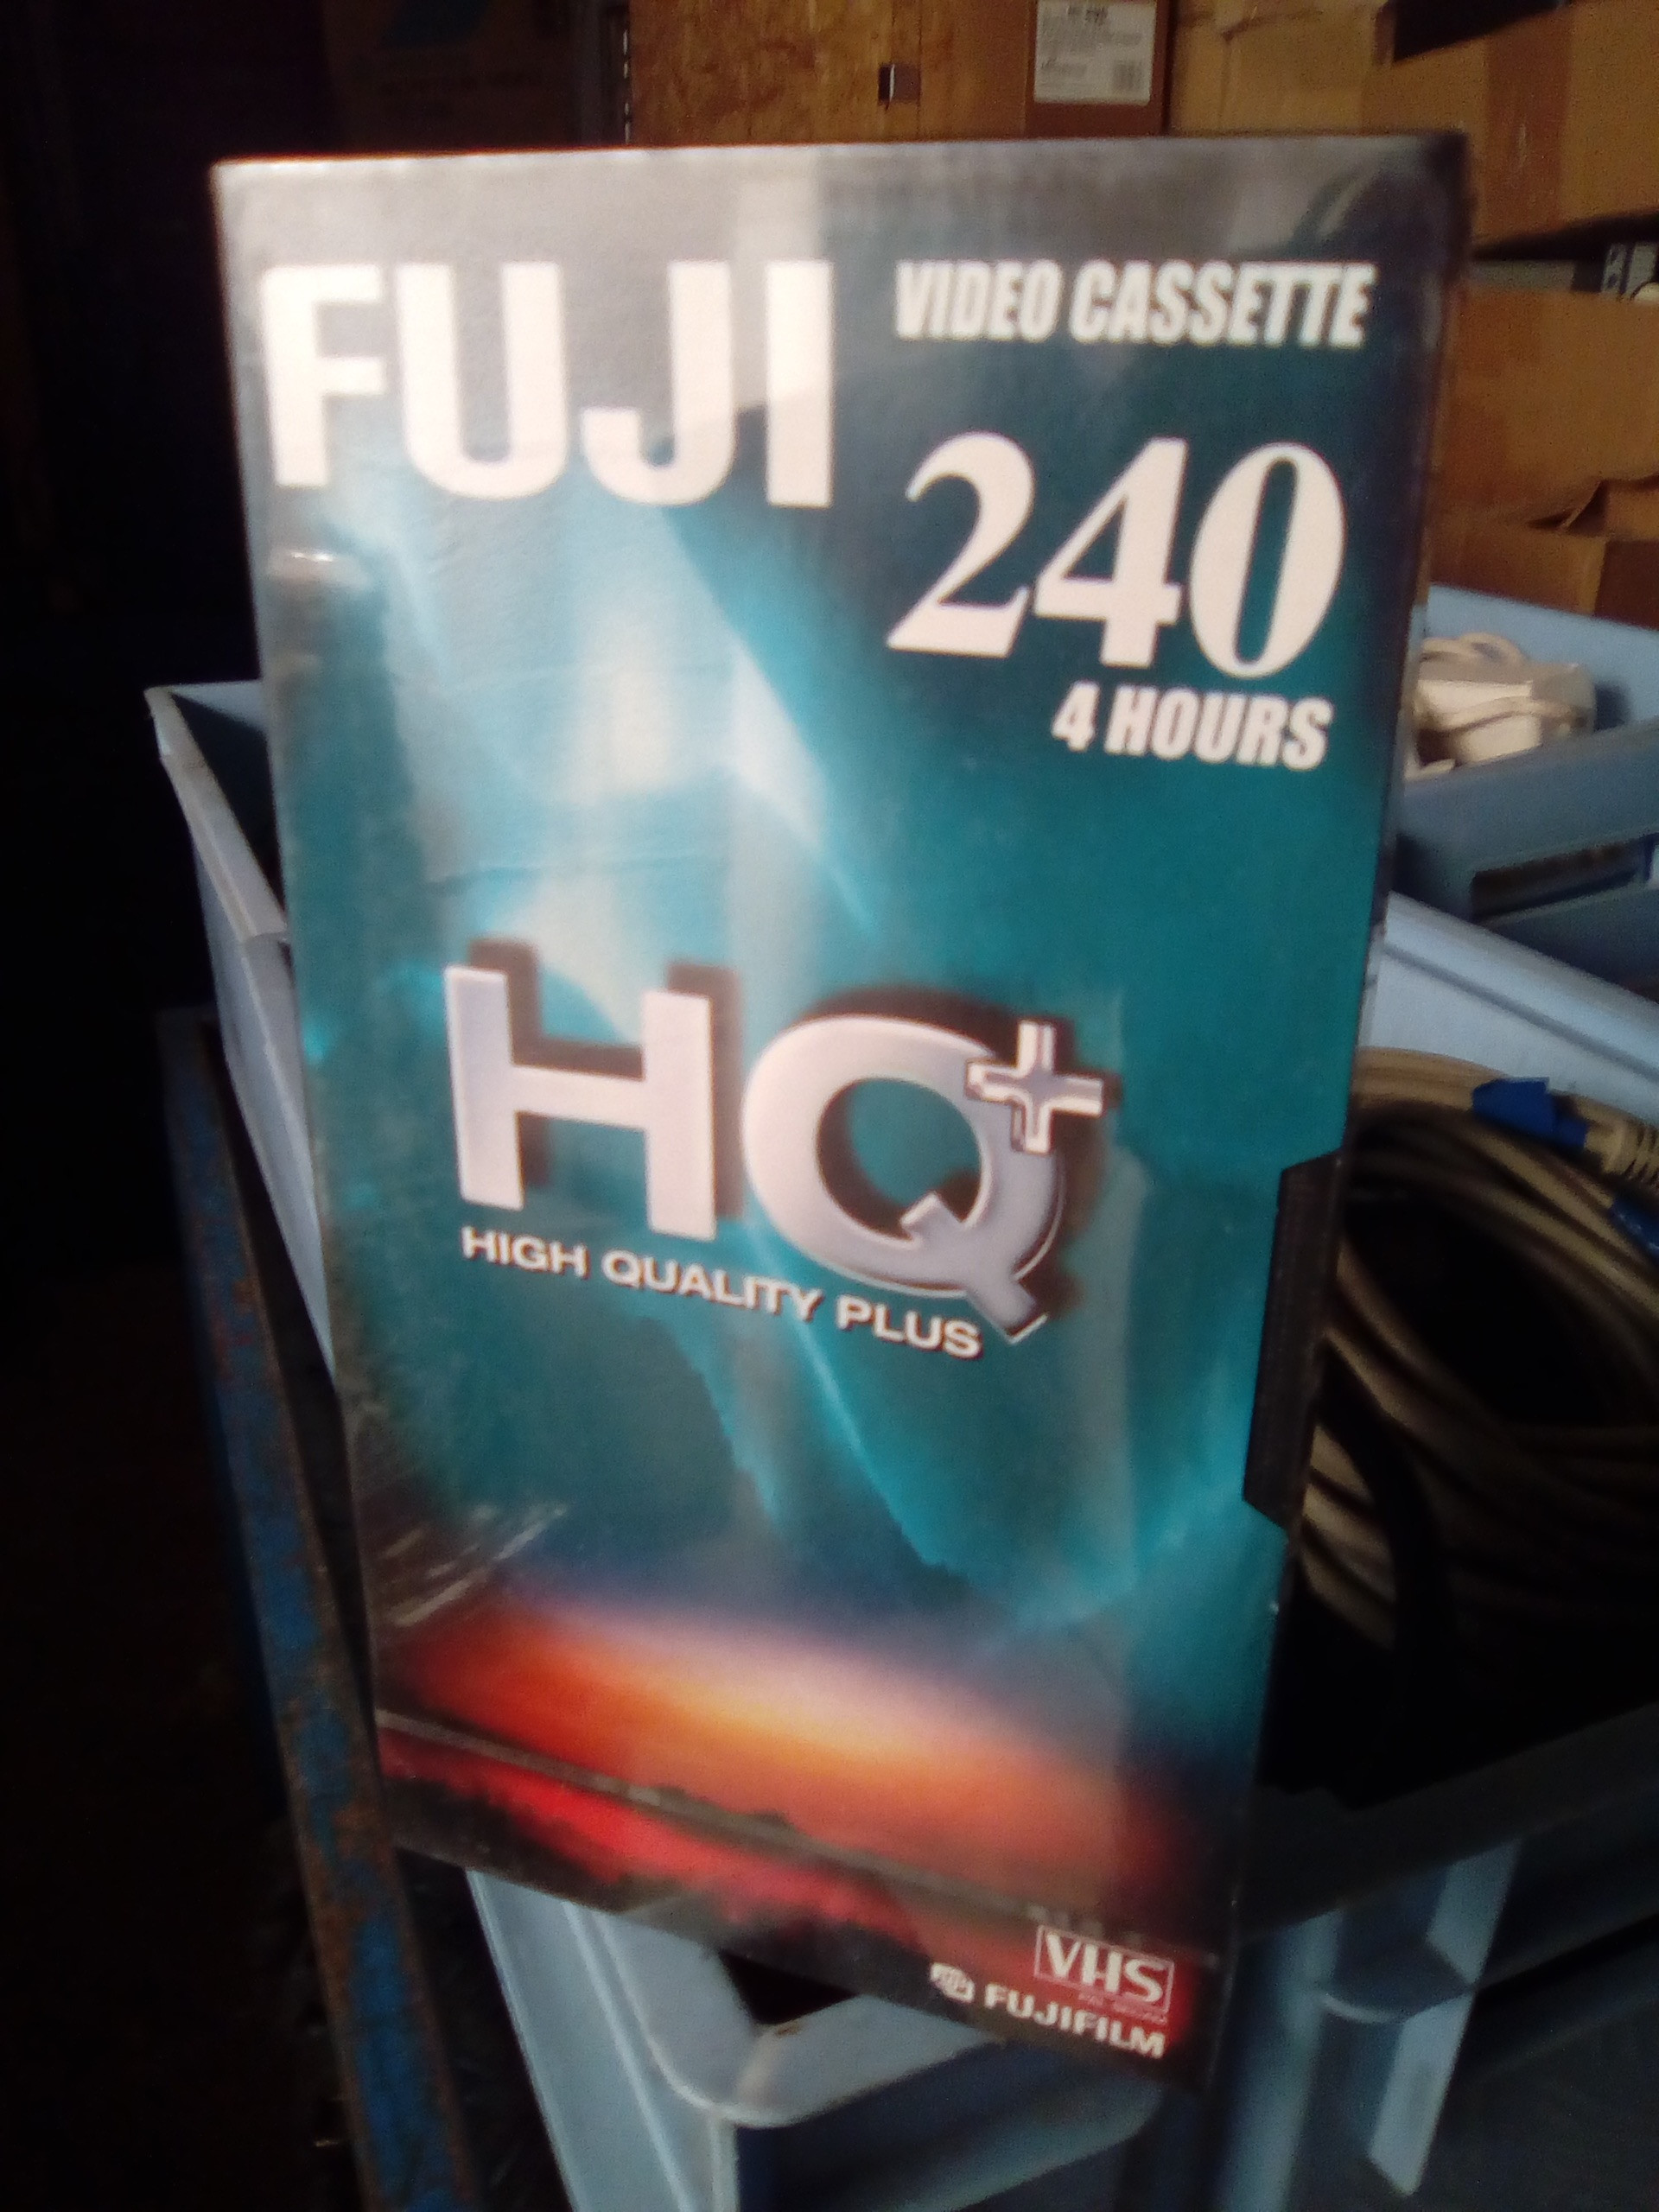 FUJI
VIDEO CASSETTE
240
4 HOURS
HQ+
HIGH QUALITY PLUS
VHS
FUJIFILM